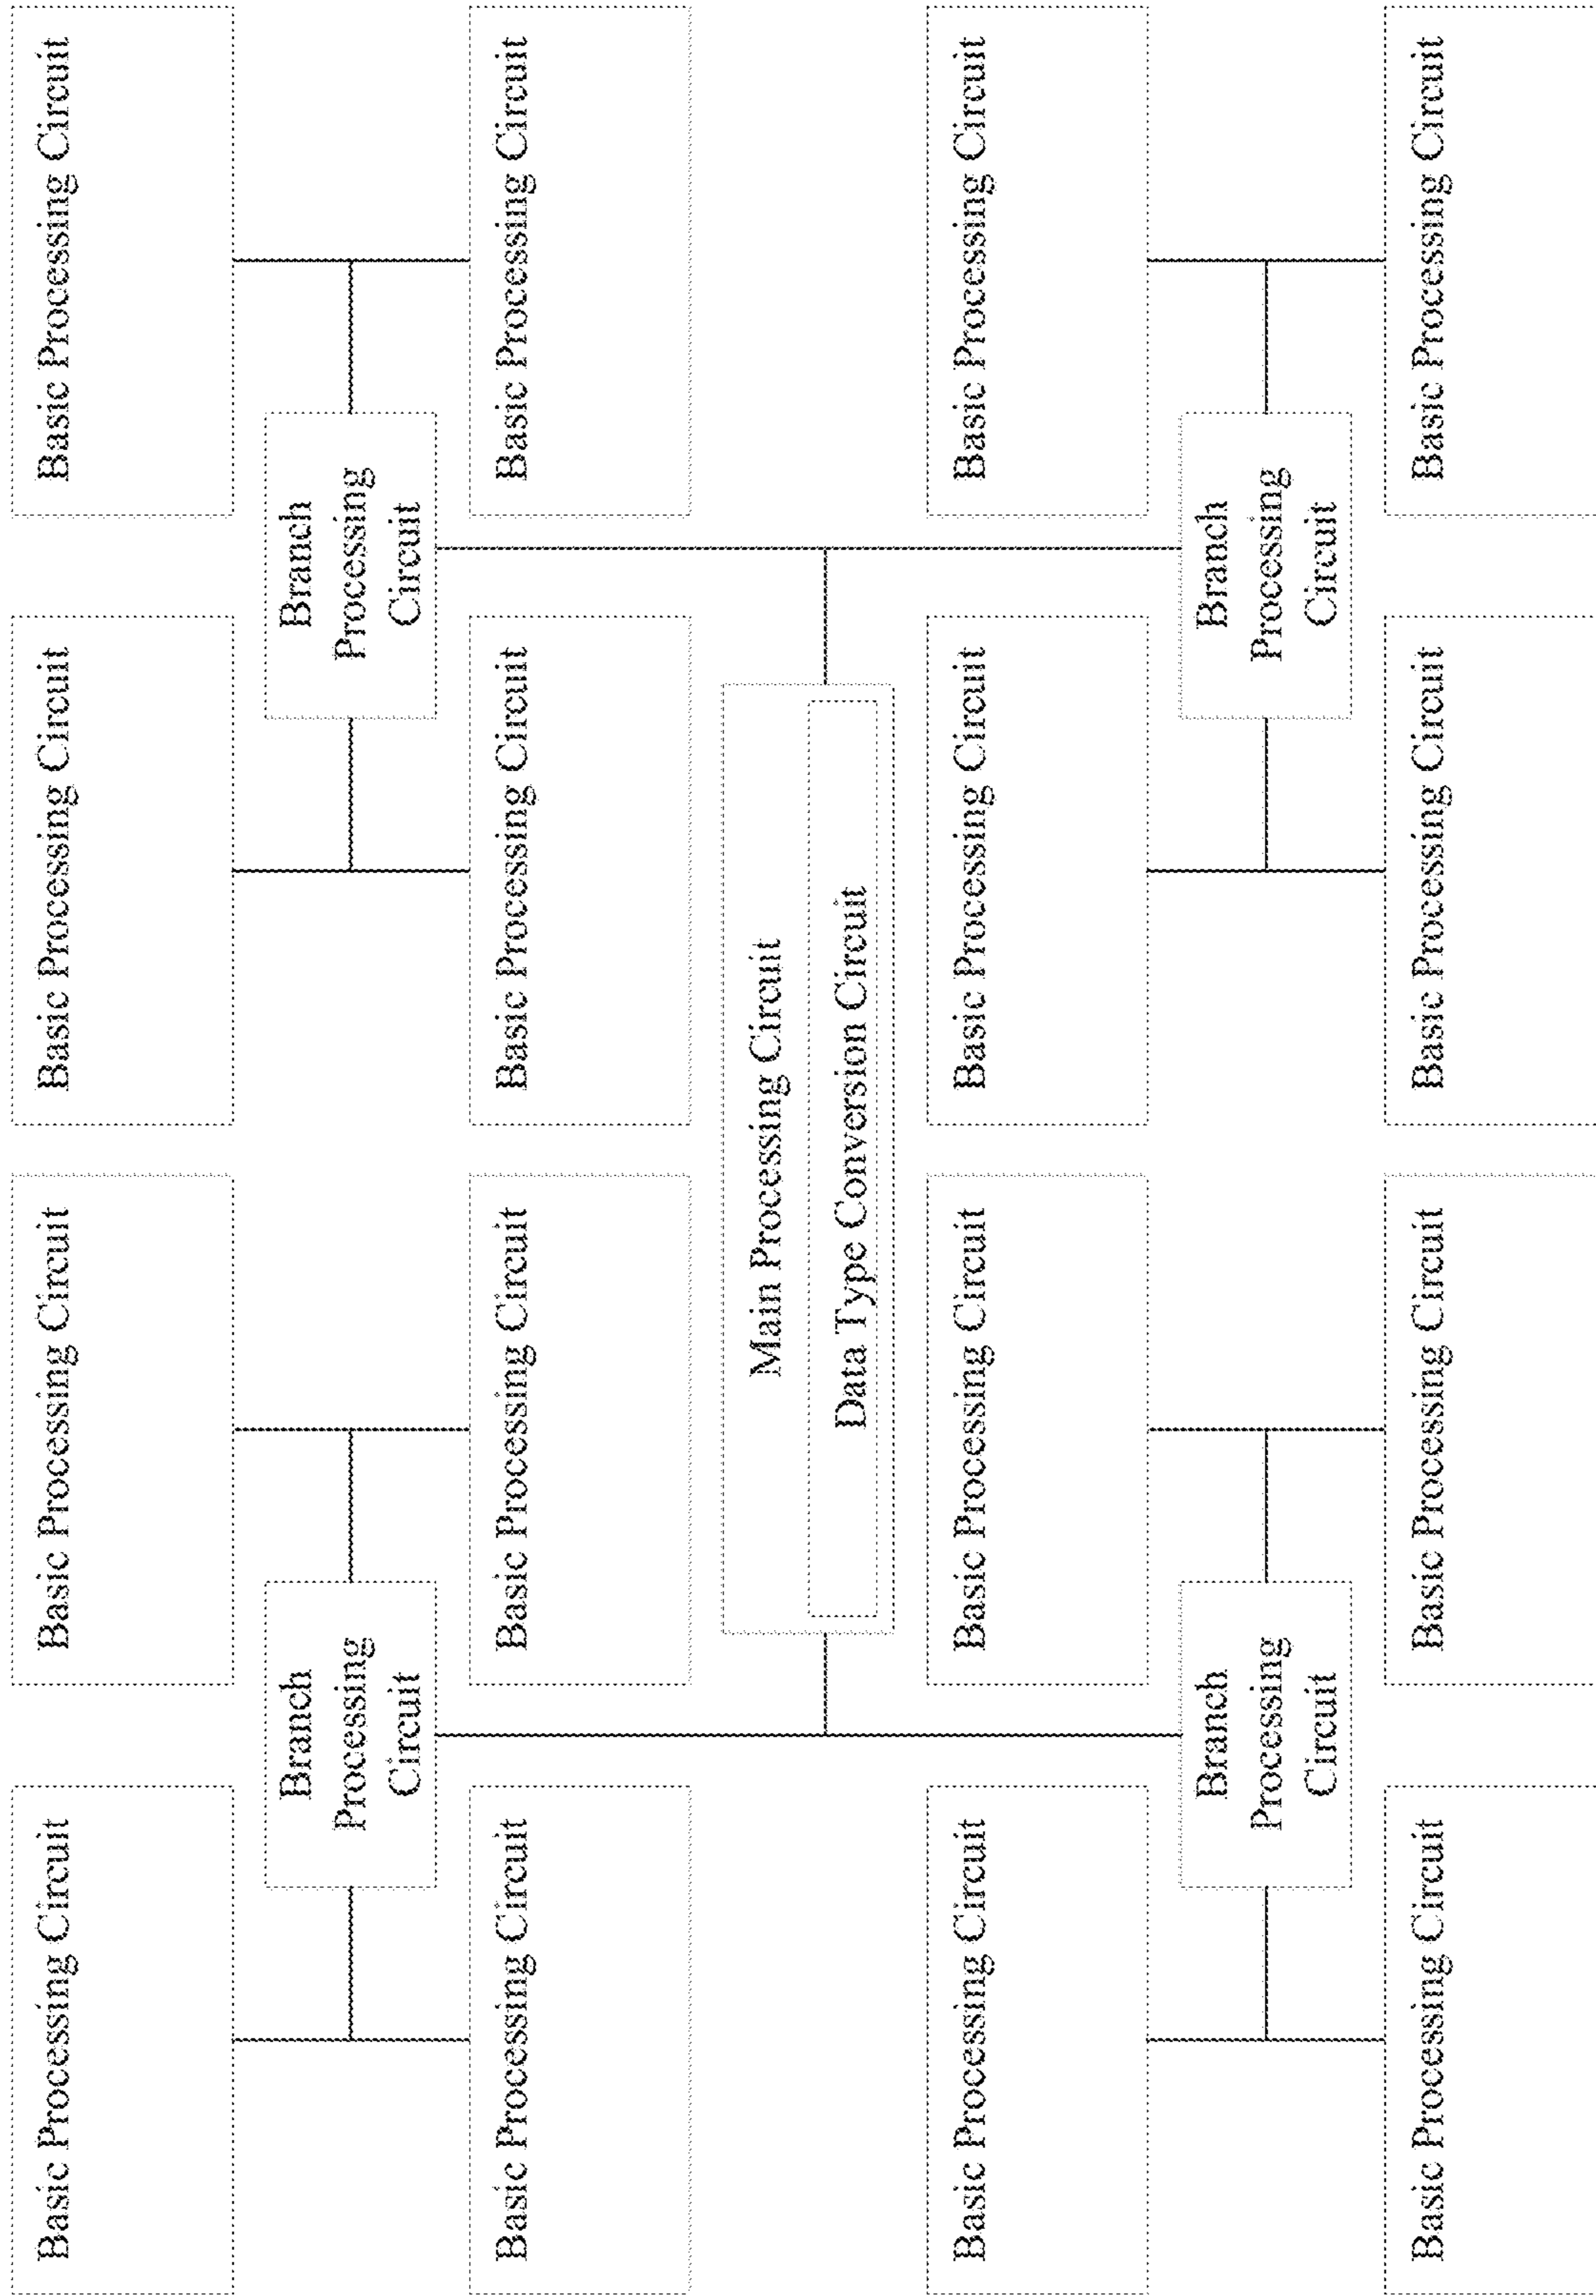 Basic Processing Circuit
Basic Processing Circuit
Basic Processing Circuit
Basic Processing Circuit
Branch
Processing
Circuit
Branch
Processing
Circuit
Basic Processing Circuit
Basic Processing Circuit
Basic Processing Circuit
Basic Processing Circuit
Main Processing Circuit
Data Type Conversion Circuit
Basic Processing Circuit
Basic Processing Circuit
Basic Processing Circuit
Basic Processing Circuit
Branch
Processing
Circuit
Branch
Processing
Circuit
Basic Processing Circuit
Basic Processing Circuit
Basic Processing Circuit
Basic Processing Circuit